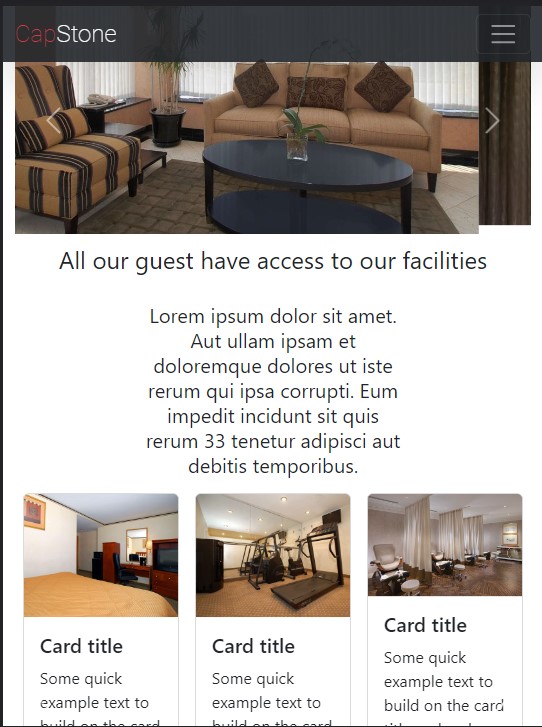 CapStone
All our guest have access to our facilities
Lorem ipsum dolor sit amet.
Aut ullam ipsam et
doloremque dolores ut iste
rerum qui ipsa corrupti. Eum
impedit incidunt sit quis
rerum 33 tenetur adipisci aut
debitis temporibus.
Card title
Some quick
example text to
build on the card
Card title
Some quick
example text to
build on the card
Card title
Some quick
example text to
build on the card